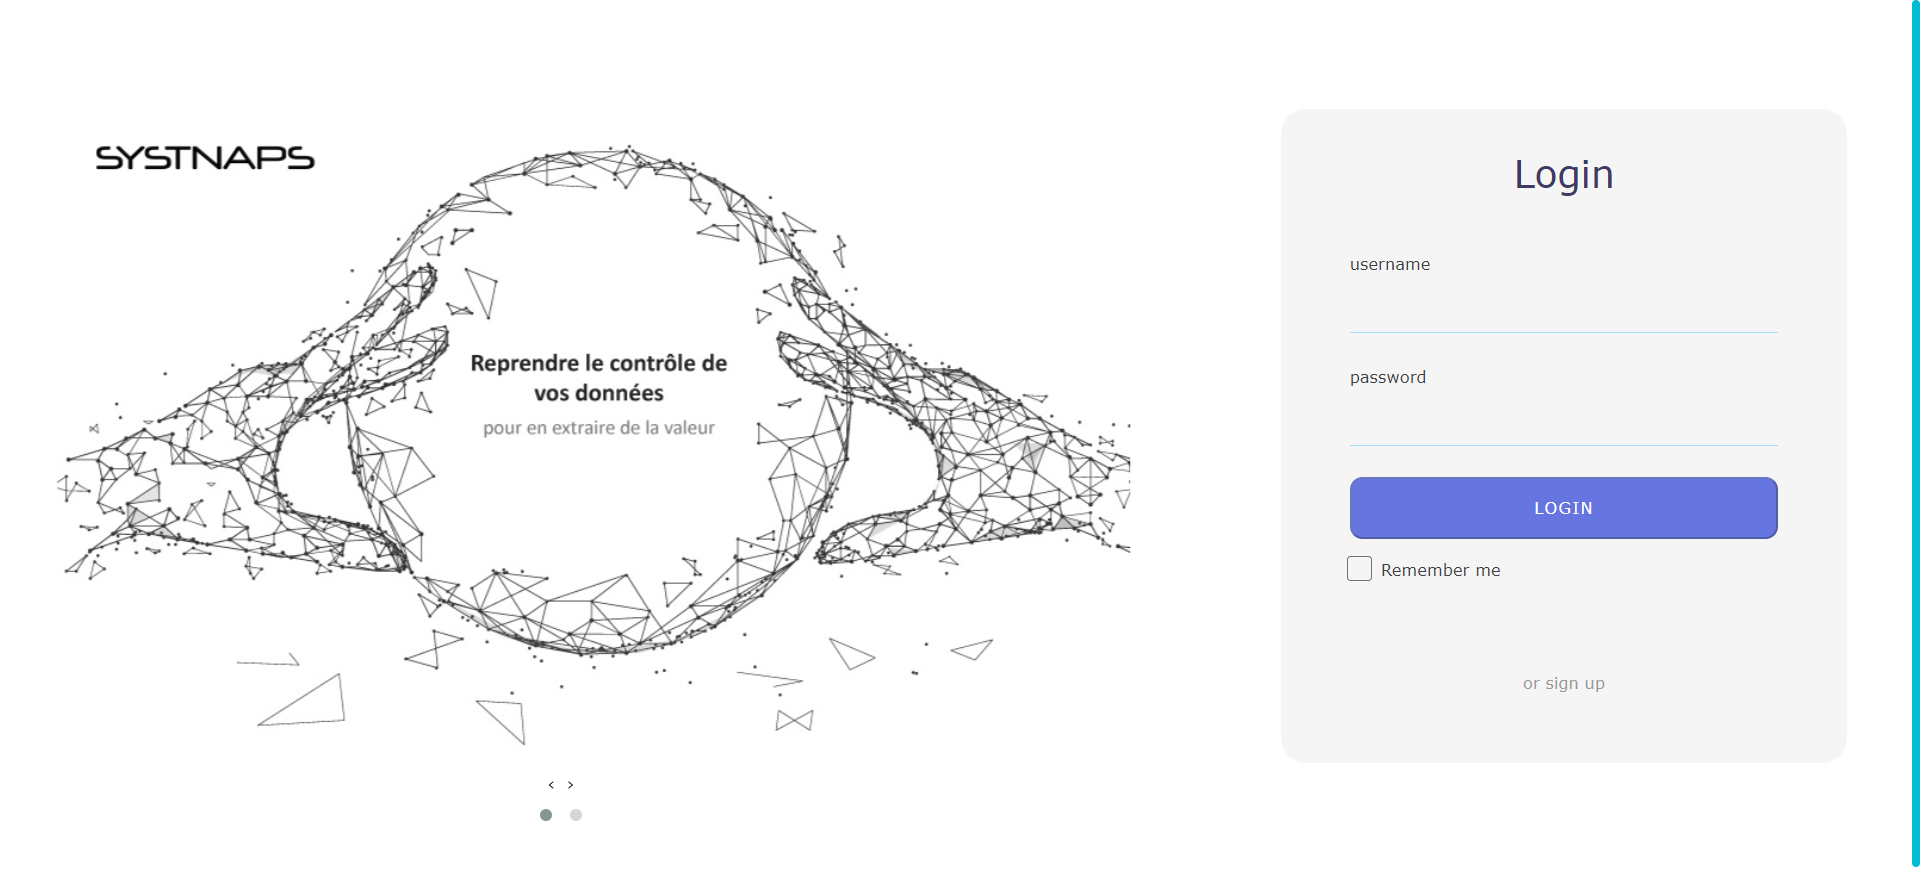 SYSTNAPS
Reprendre le contrôle de
vos données
pour en extraire de la valeur
‹ ›
Login
username
password
LOGIN
Remember me
or sign up